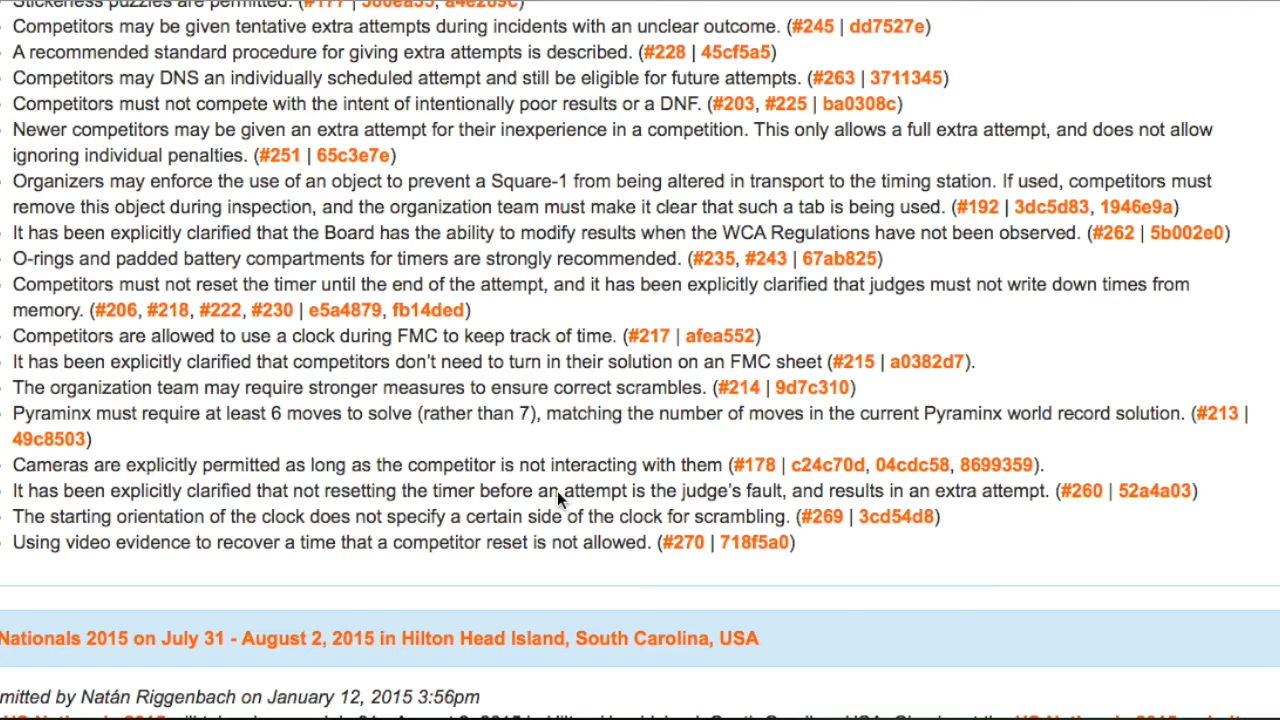 Stickerless puzzles are permitted. (#177 |
Competitors may be given tentative extra attempts during incidents with an unclear outcome. (#245 | dd7527e)
A recommended standard procedure for giving extra attempts is described. (#228 | 45cf5a5)
Competitors may DNS an individually scheduled attempt and still be eligible for future attempts. (#263 | 3711345)
Competitors must not compete with the intent of intentionally poor results or a DNF. (#203, #225 | ba0308c)
Newer competitors may be given an extra attempt for their inexperience in a competition. This only allows a full extra attempt, and does not allow
ignoring individual penalties. (#251 | 65c3e7e)
Organizers may enforce the use of an object to prevent a Square-1 from being altered in transport to the timing station. If used, competitors must
remove this object during inspection, and the organization team must make it clear that such a tab is being used. (#192 | 3dc5d83, 1946e9a)
It has been explicitly clarified that the Board has the ability to modify results when the WCA Regulations have not been observed. (#262 | 5b002e0)
O-rings and padded battery compartments for timers are strongly recommended. (#235, #243 | 67ab825)
Competitors must not reset the timer until the end of the attempt, and it has been explicitly clarified that judges must not write down times from
memory. (#206, #218, #222, #230 | e5a4879, fb14ded)
Competitors are allowed to use a clock during FMC to keep track of time. (#217 | afea552)
It has been explicitly clarified that competitors don't need to turn in their solution on an FMC sheet (#215 | a0382d7).
The organization team may require stronger measures to ensure correct scrambles. (#214 | 9d7c310)
Pyraminx must require at least 6 moves to solve (rather than 7), matching the number of moves in the current Pyraminx world record solution. (#213 |
49c8503)
Cameras are explicitly permitted as long as the competitor is not interacting with them (#178 | c24c70d, 04cdc58, 8699359).
It has been explicitly clarified that not resetting the timer before an attempt is the judge's fault, and results in an extra attempt. (#260 | 52a4a03)
The starting orientation of the clock does not specify a certain side of the clock for scrambling. (#269 | 3cd54d8)
Using video evidence to recover a time that a competitor reset is not allowed. (#270 | 718f5a0)
Nationals 2015 on July 31 - August 2, 2015 in Hilton Head Island, South Carolina, USA
mitted by Natán Riggenbach on January 12, 2015 3:56pm